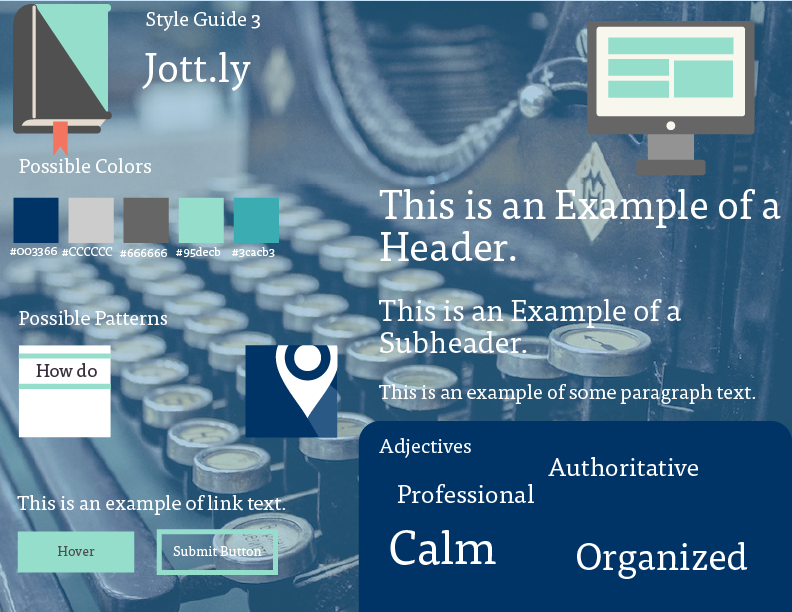 Style Guide 3
Jott.ly
Possible Colors
#003366 #CCCCCC #666666 #95decb #3cacb3
Possible Patterns
How do
This is an example of link text.
Hover
Submit Button
This is an Example of a
Header.
This is an Example of a
Subheader.
This is an example of some paragraph text.
Adjectives
Authoritative
Professional
Calm
Organized